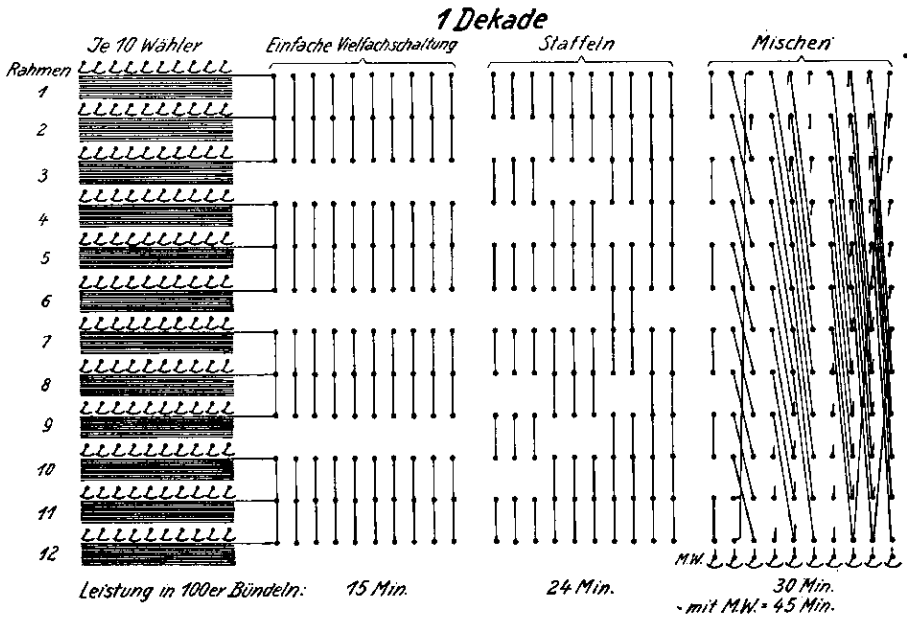 1 Dekade
Je 10 Wähler Einfache Vielfachschaltung Staffeln Mischen
Rahmen
1
2
3
4
5
6
7
8
9
10
11
12
M.W.
Leistung in 100er Bündeln: 15 Min. 24 Min. 30 Min.
- mit M.W. = 45 Min.